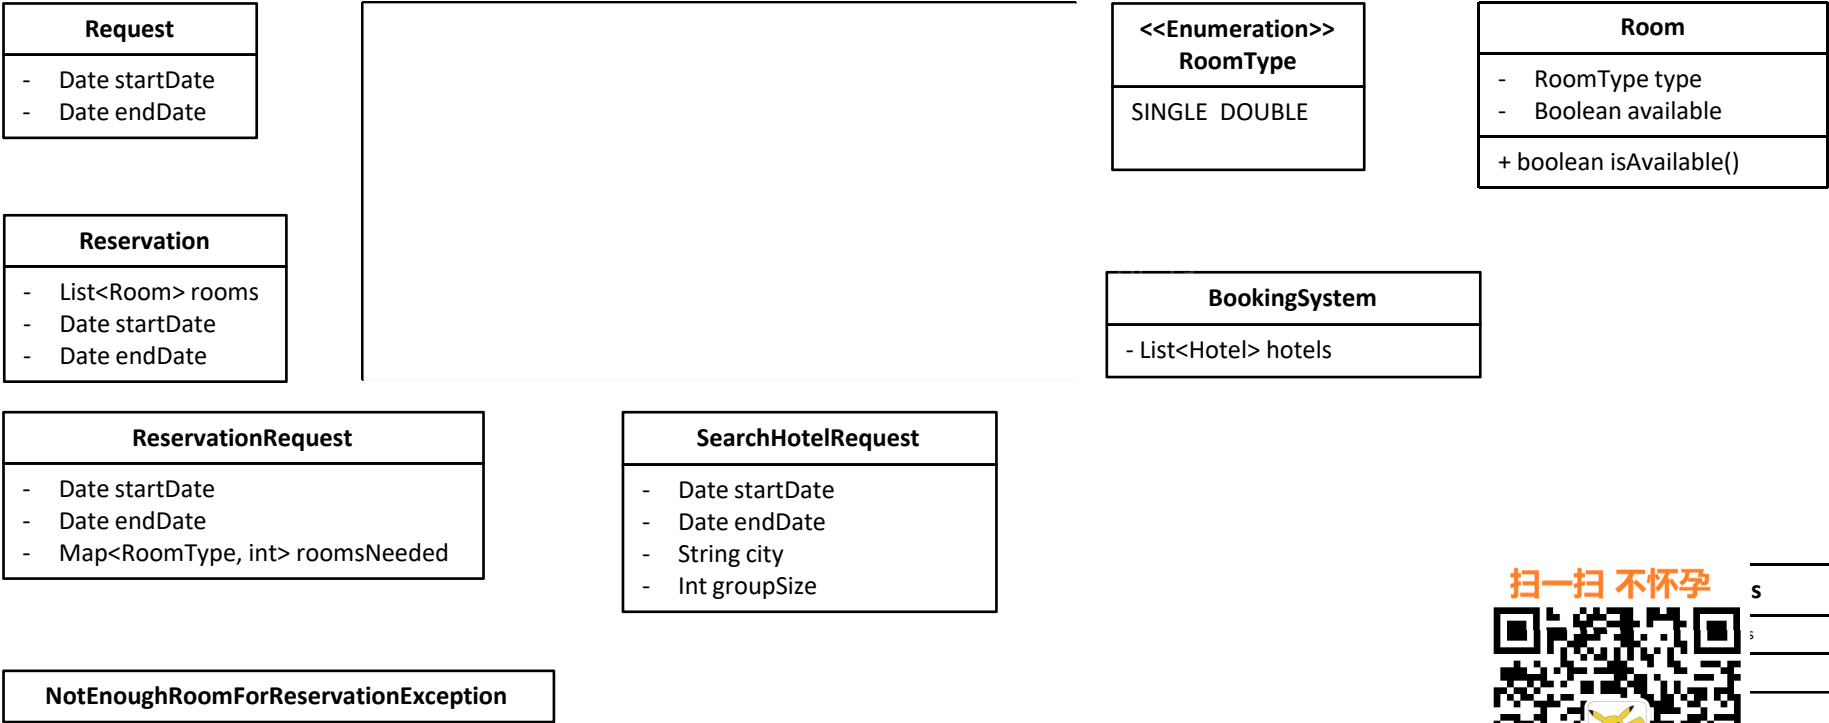 Request
- Date startDate
- Date endDate
<<Enumeration>>
RoomType
SINGLE DOUBLE
Room
- RoomType type
- Boolean available
+ boolean isAvailable()
Reservation
- List<Room> rooms
- Date startDate
- Date endDate
BookingSystem
- List<Hotel> hotels
ReservationRequest
- Date startDate
- Date endDate
- Map<RoomType, int> roomsNeeded
SearchHotelRequest
- Date startDate
- Date endDate
- String city
- Int groupSize
扫一扫 不怀孕
s
s
NotEnoughRoomForReservationException